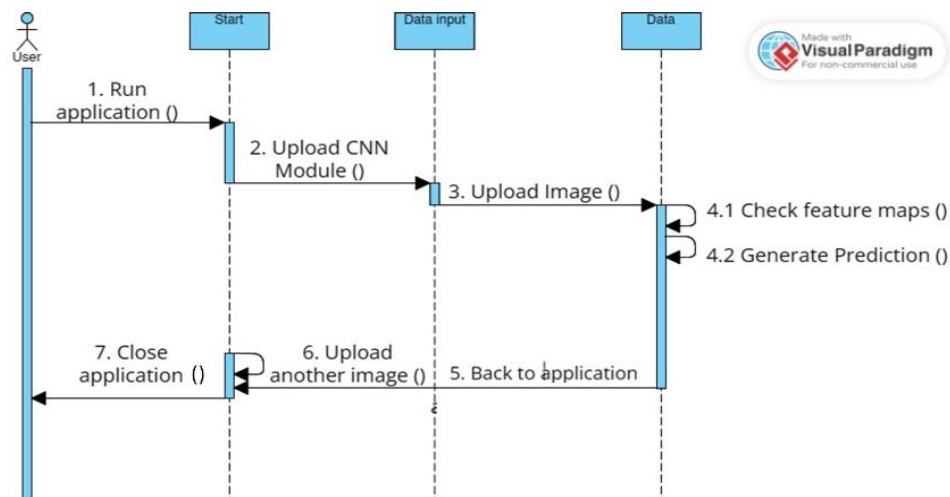 Start
Data input
Data
Made with
VisualParadigm
For non-commercial use
User
1. Run
application ()
2. Upload CNN
Module ()
3. Upload Image ()
4.1 Check feature maps ()
4.2 Generate Prediction ()
7. Close
application ()
6. Upload
another image ()
5. Back to application